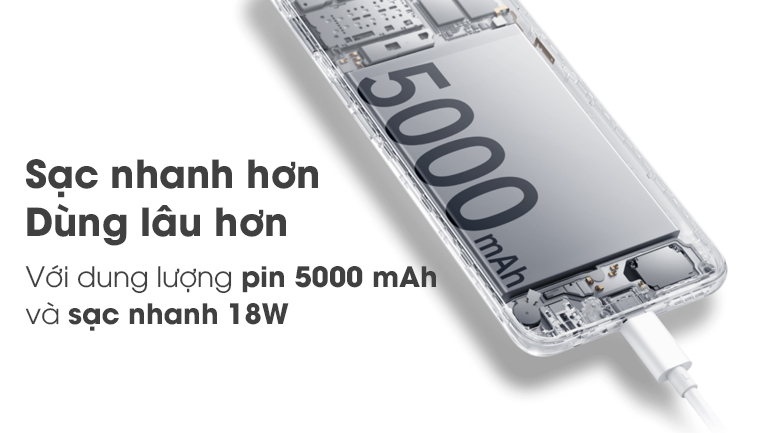 Sạc nhanh hơn
Dùng lâu hơn
Với dung lượng pin 5000 mAh
và sạc nhanh 18W
5000 mAh